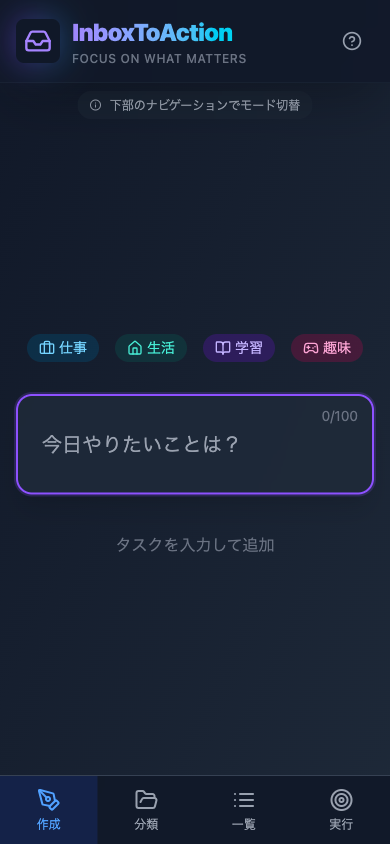 InboxToAction
FOCUS ON WHAT MATTERS
下部のナビゲーションでモード切替
仕事 生活 学習 趣味
0/100
今日やりたいことは？
タスクを入力して追加
作成 分類 一覧 実行